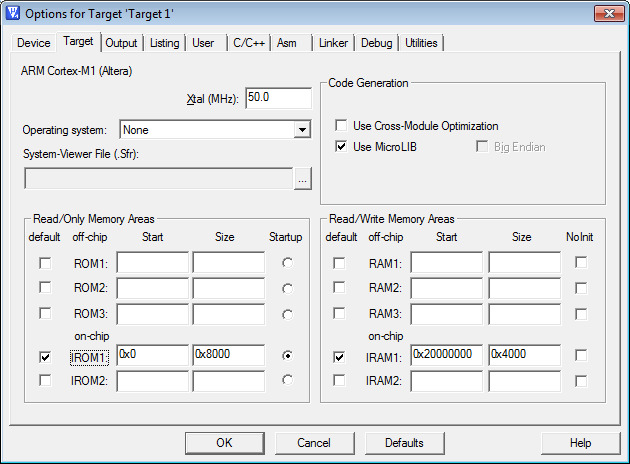 Options for Target 'Target 1'
Device Target Output Listing User C/C++ Asm Linker Debug Utilities
ARM Cortex-M1 (Altera)
Xtal (MHz): 50.0
Operating system: None
System-Viewer File (.Sfr):
...
Code Generation
Use Cross-Module Optimization
Use MicroLIB Big Endian
Read/Only Memory Areas
default off-chip Start Size Startup
ROM1:
ROM2:
ROM3:
on-chip
IROM1: 0x0 0x8000
IROM2:
Read/Write Memory Areas
default off-chip Start Size NoInit
RAM1:
RAM2:
RAM3:
on-chip
IRAM1: 0x20000000 0x4000
IRAM2:
OK Cancel Defaults Help